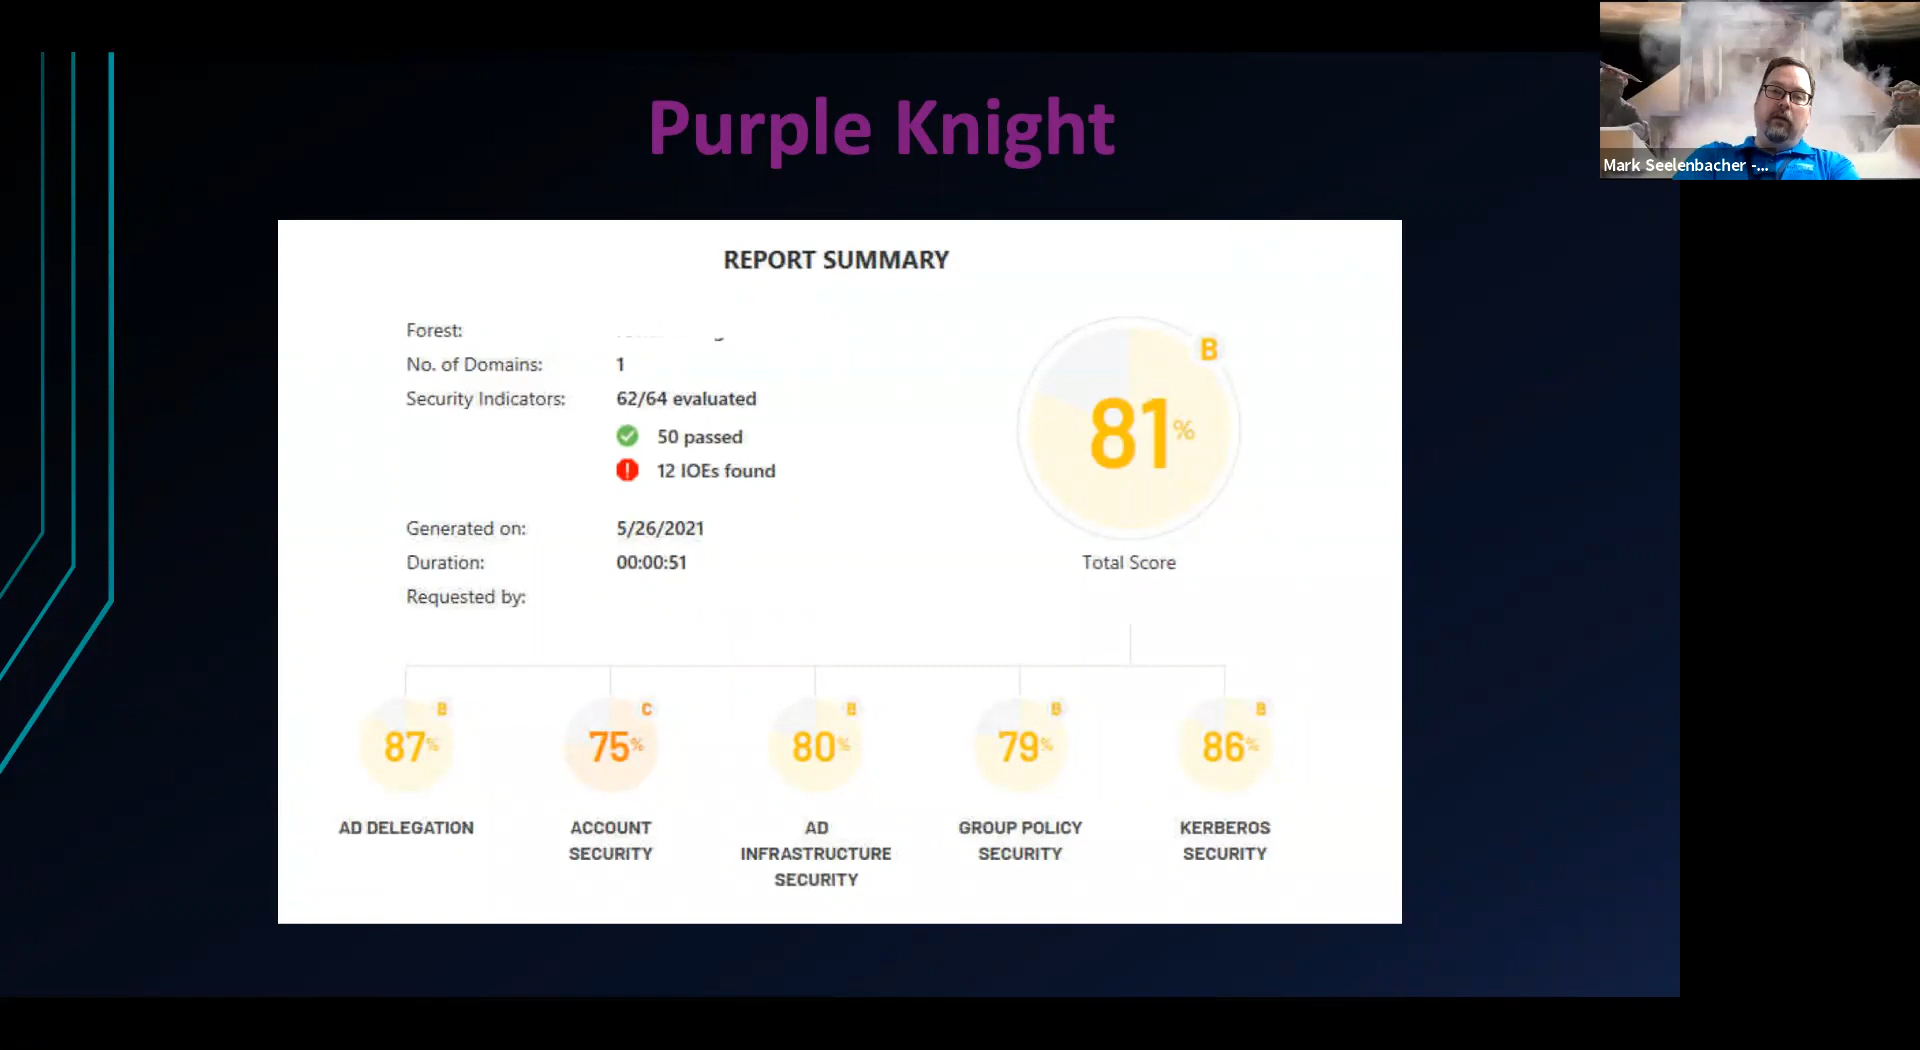 Purple Knight
Mark Seelenbacher -...
REPORT SUMMARY
Forest:
No. of Domains: 1
Security Indicators: 62/64 evaluated
50 passed
12 IOEs found
Generated on: 5/26/2021
Duration: 00:00:51
Requested by:
B
81%
Total Score
B
87%
AD DELEGATION
C
75%
ACCOUNT
SECURITY
B
80%
AD
INFRASTRUCTURE
SECURITY
B
79%
GROUP POLICY
SECURITY
B
86%
KERBEROS
SECURITY